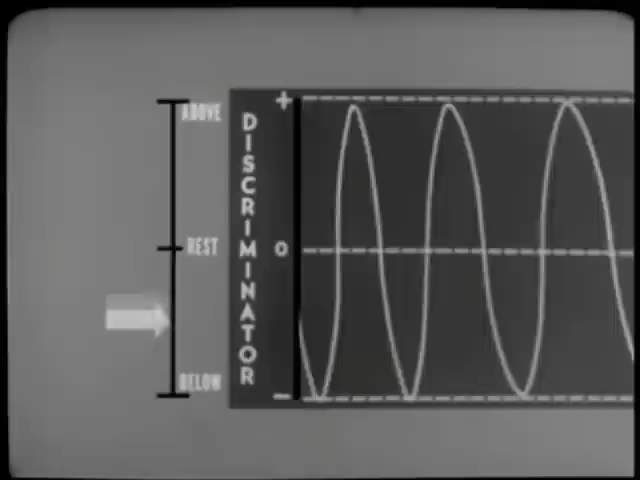 ABOVE
REST
BELOW
DISCRIMINATOR
+
0
−